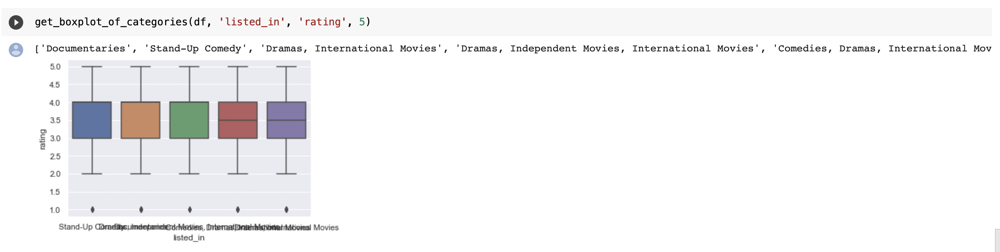 get_boxplot_of_categories(df, 'listed_in', 'rating', 5)
['Documentaries', 'Stand-Up Comedy', 'Dramas, International Movies', 'Dramas, Independent Movies, International Movies', 'Comedies, Dramas, International Mov
5.0
4.5
4.0
3.5
3.0
2.5
2.0
1.5
1.0
rating
Stand-Up Movies
listed_in